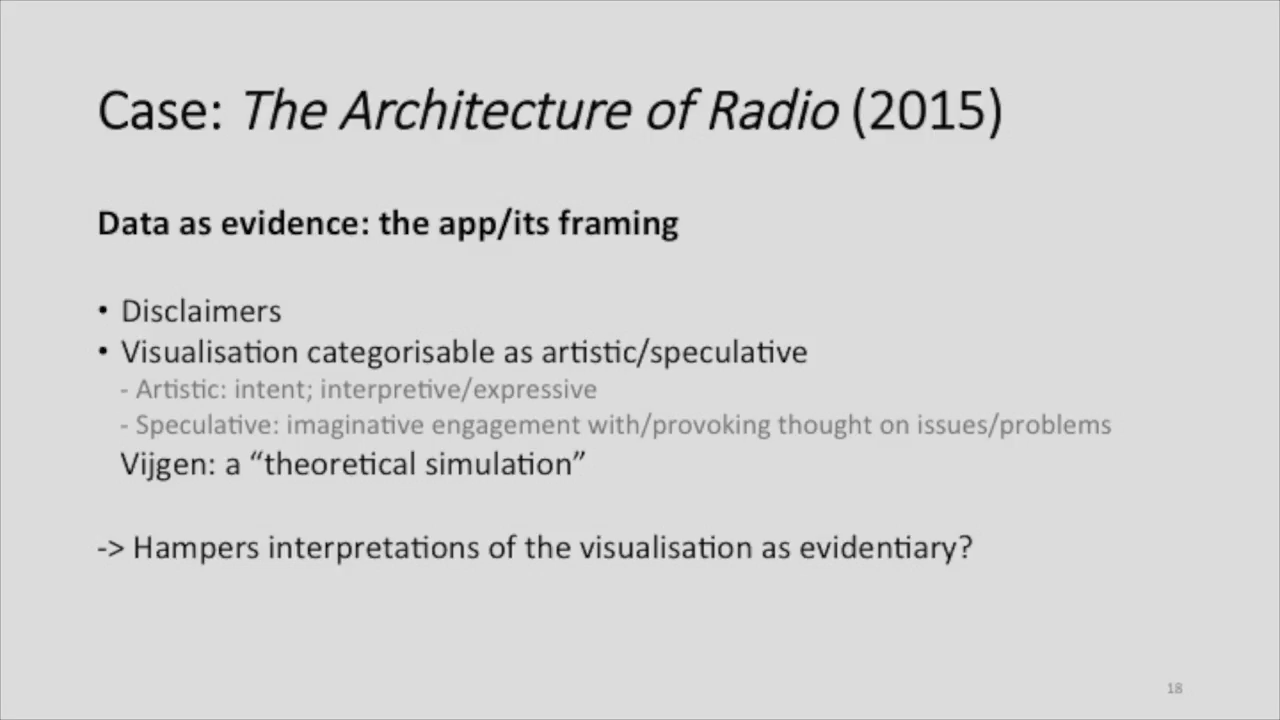 Case: The Architecture of Radio (2015)
Data as evidence: the app/its framing
• Disclaimers
• Visualisation categorisable as artistic/speculative
- Artistic: intent; interpretive/expressive
- Speculative: imaginative engagement with/provoking thought on issues/problems
Vijgen: a “theoretical simulation”
-> Hampers interpretations of the visualisation as evidentiary?
18